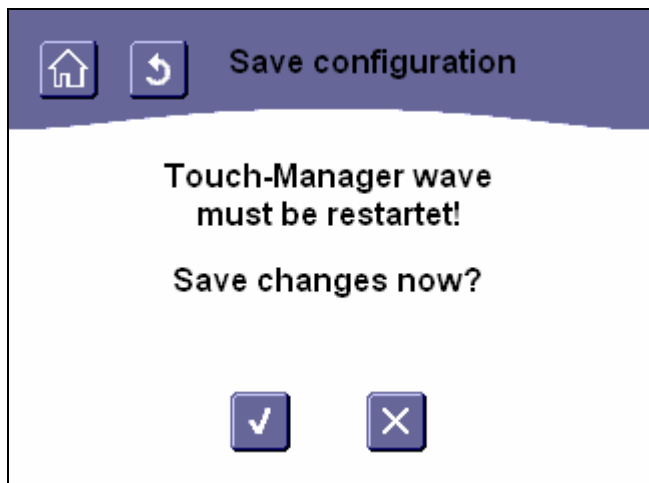 Save configuration
Touch-Manager wave
must be restartet!
Save changes now?